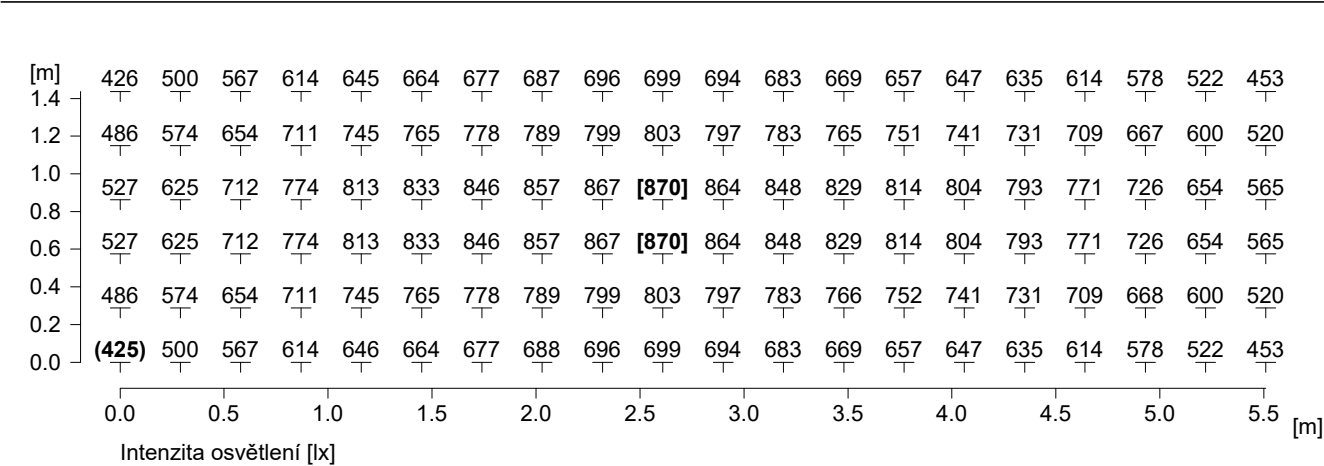 [m] 426 500 567 614 645 664 677 687 696 699 694 683 669 657 647 635 614 578 522 453
1.4
1.2 486 574 654 711 745 765 778 789 799 803 797 783 765 751 741 731 709 667 600 520
1.0 527 625 712 774 813 833 846 857 867 [870] 864 848 829 814 804 793 771 726 654 565
0.8
0.6 527 625 712 774 813 833 846 857 867 [870] 864 848 829 814 804 793 771 726 654 565
0.4 486 574 654 711 745 765 778 789 799 803 797 783 766 752 741 731 709 668 600 520
0.2
0.0 (425) 500 567 614 646 664 677 688 696 699 694 683 669 657 647 635 614 578 522 453
0.0 0.5 1.0 1.5 2.0 2.5 3.0 3.5 4.0 4.5 5.0 5.5 [m]
Intenzita osvětlení [lx]